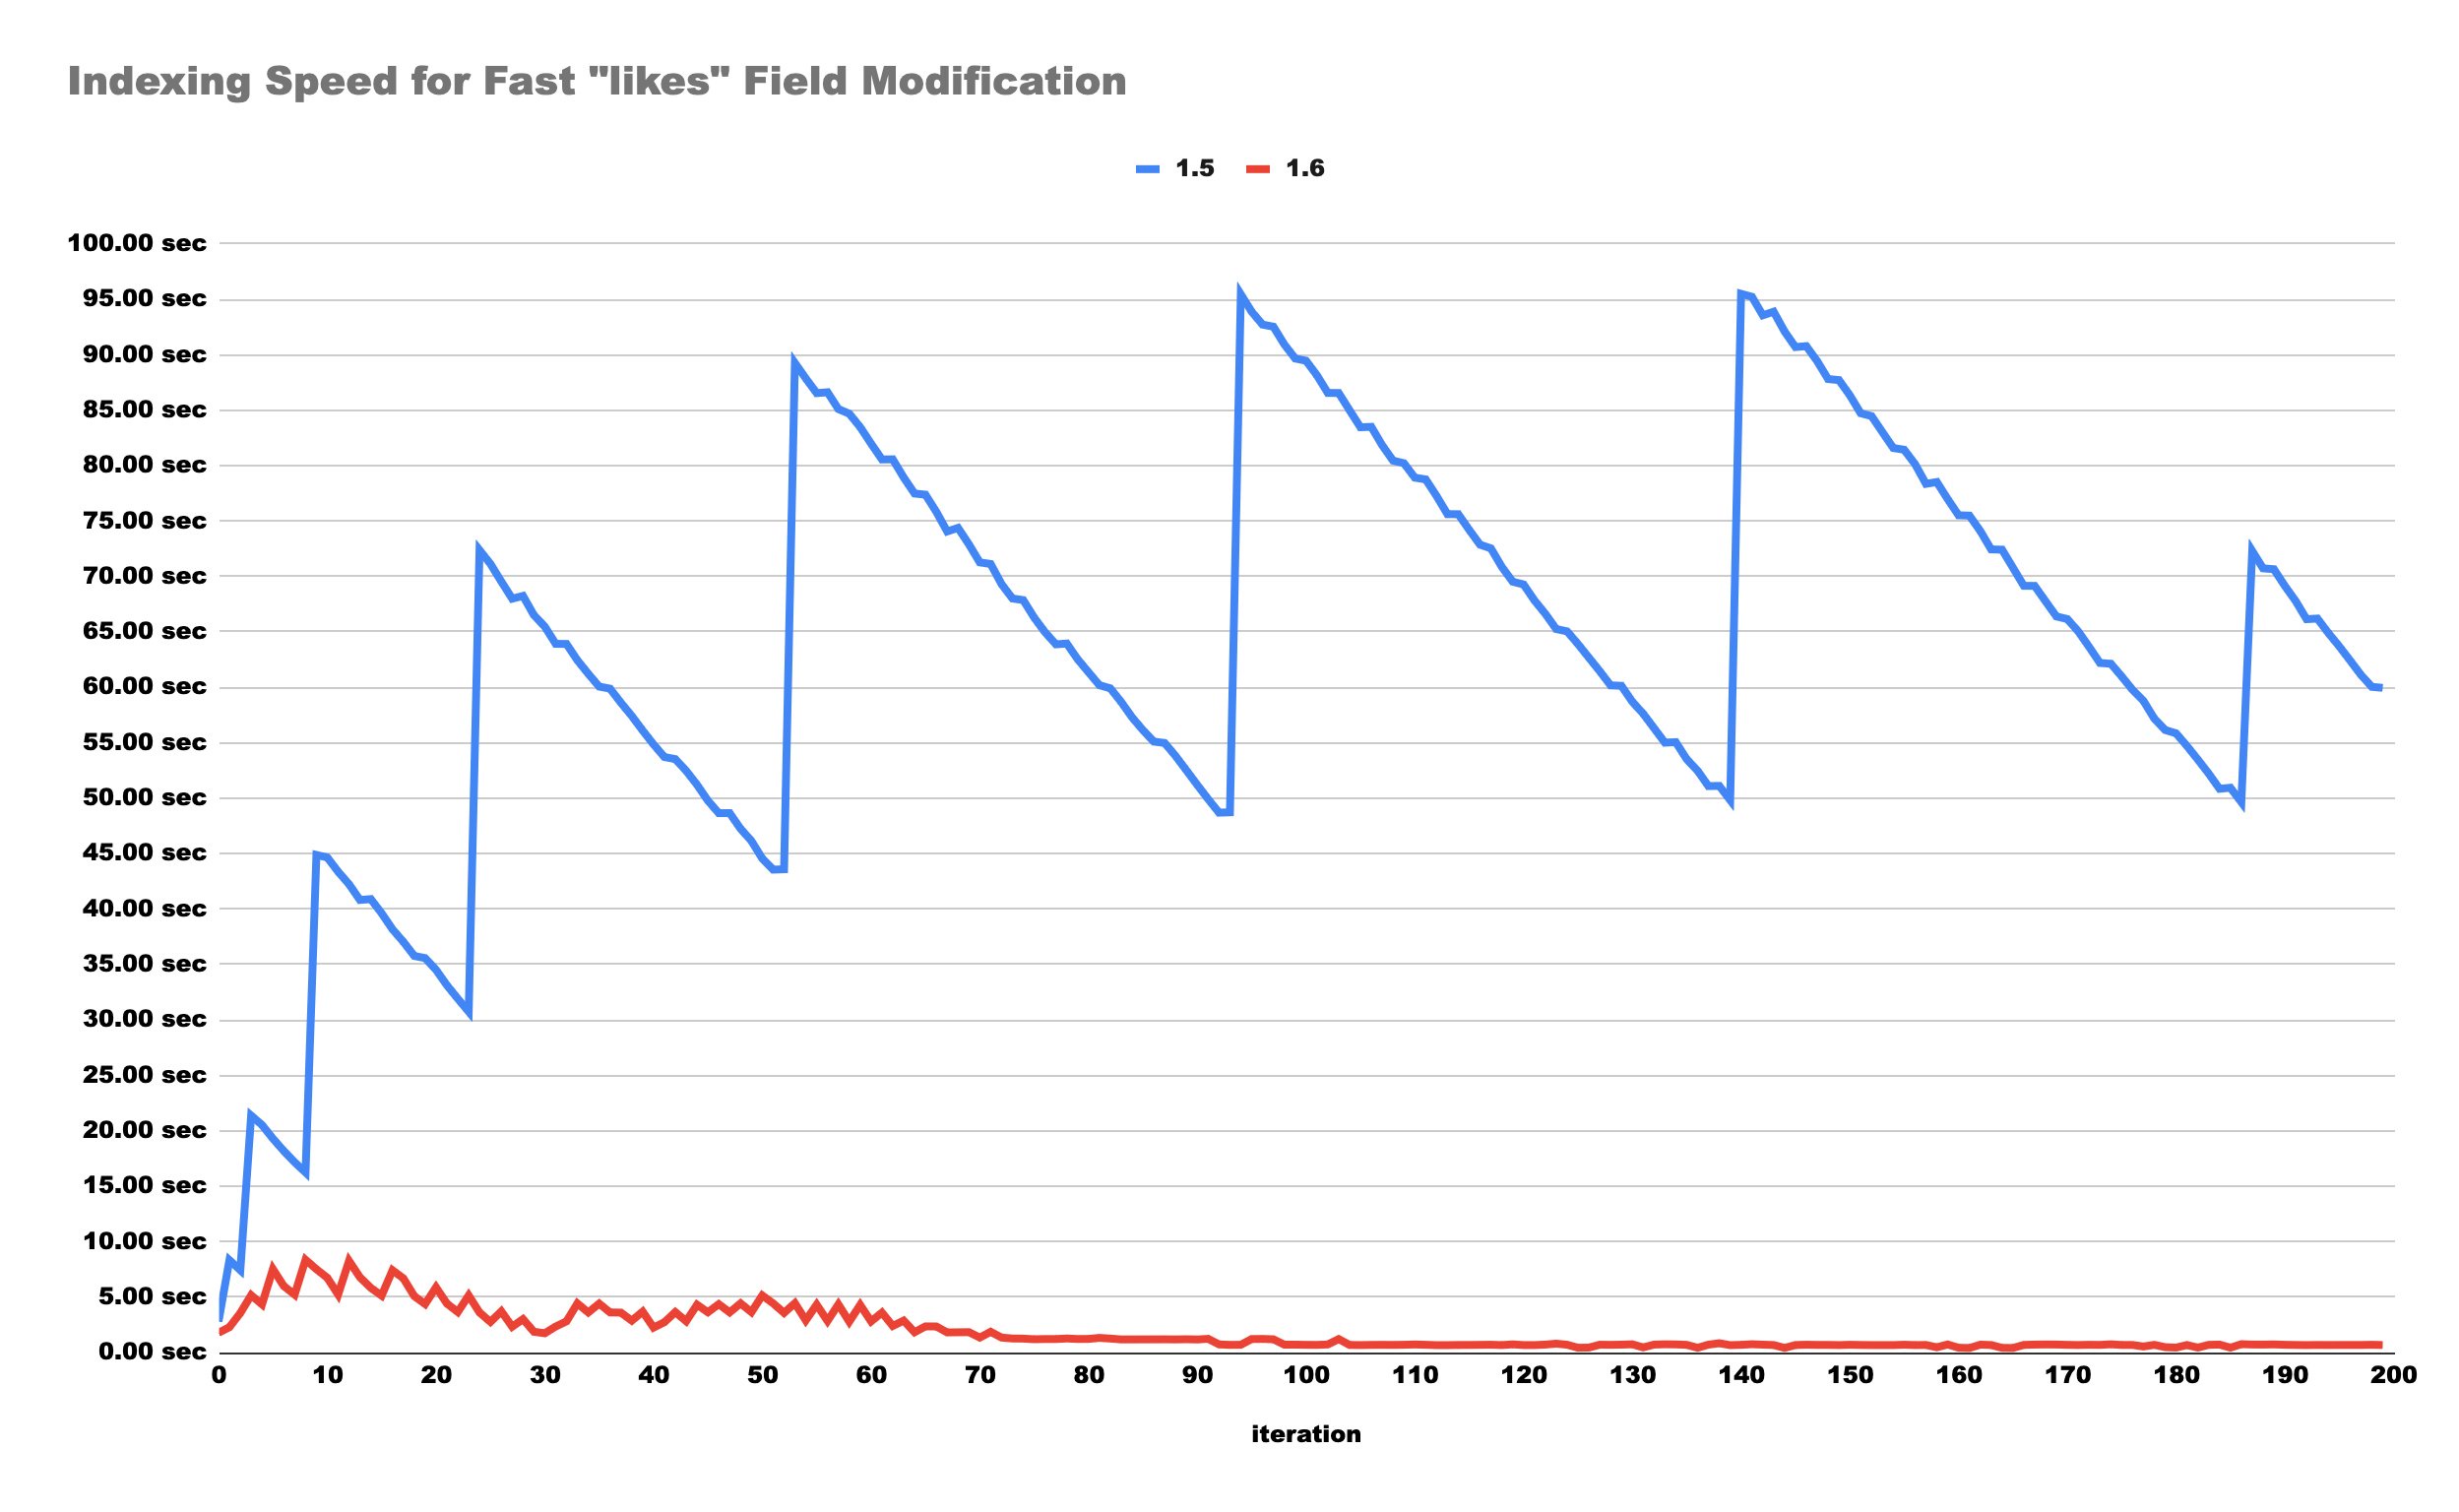 Indexing Speed for Fast "likes" Field Modification
1.5 1.6
100.00 sec
95.00 sec
90.00 sec
85.00 sec
80.00 sec
75.00 sec
70.00 sec
65.00 sec
60.00 sec
55.00 sec
50.00 sec
45.00 sec
40.00 sec
35.00 sec
30.00 sec
25.00 sec
20.00 sec
15.00 sec
10.00 sec
5.00 sec
0.00 sec
0 10 20 30 40 50 60 70 80 90 100 110 120 130 140 150 160 170 180 190 200
iteration